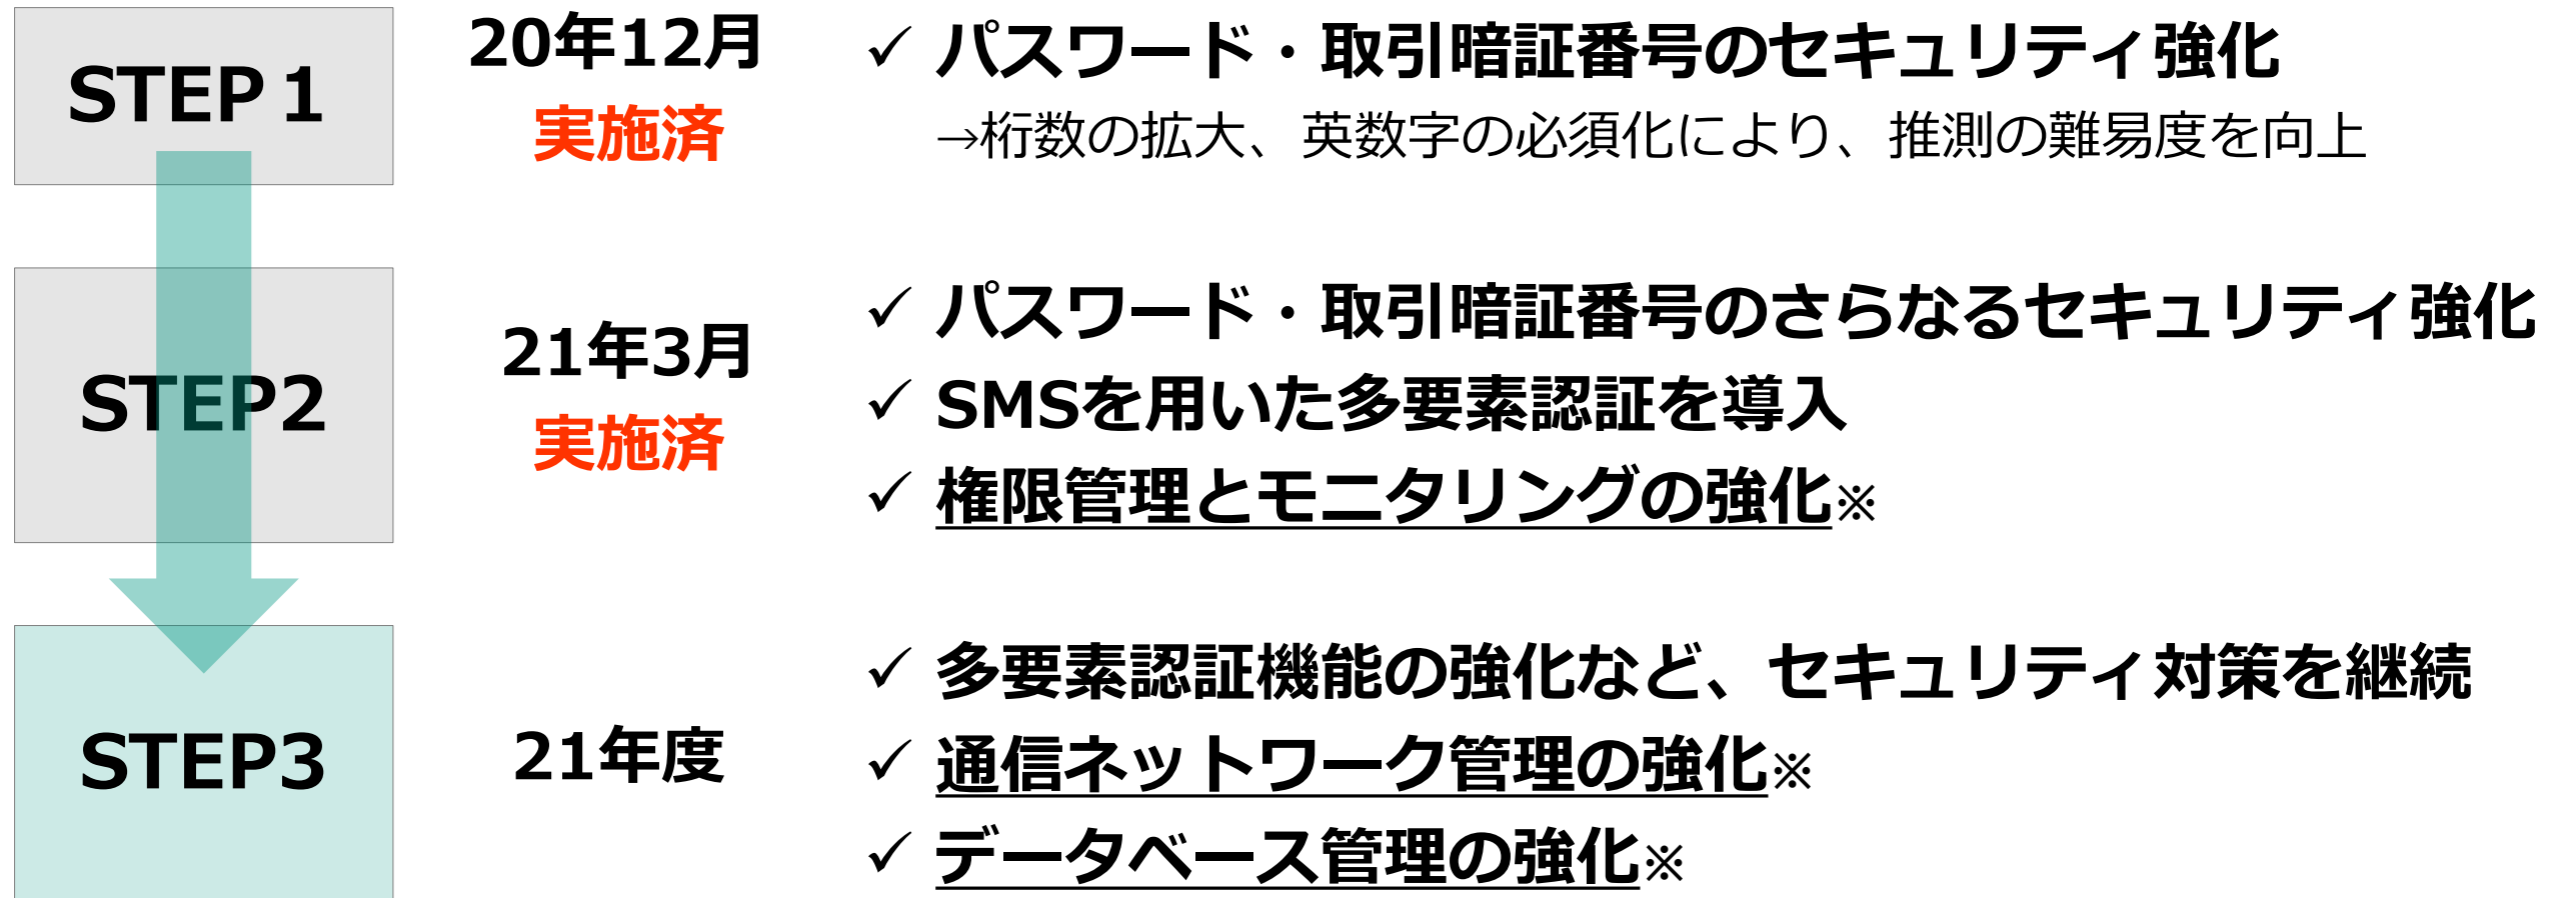 STEP１
20年12月
実施済
✓ パスワード・取引暗証番号のセキュリティ強化
→桁数の拡大、英数字の必須化により、推測の難易度を向上
STEP2
21年3月
実施済
✓ パスワード・取引暗証番号のさらなるセキュリティ強化
✓ SMSを用いた多要素認証を導入
✓ 権限管理とモニタリングの強化※
STEP3
21年度
✓ 多要素認証機能の強化など、セキュリティ対策を継続
✓ 通信ネットワーク管理の強化※
✓ データベース管理の強化※